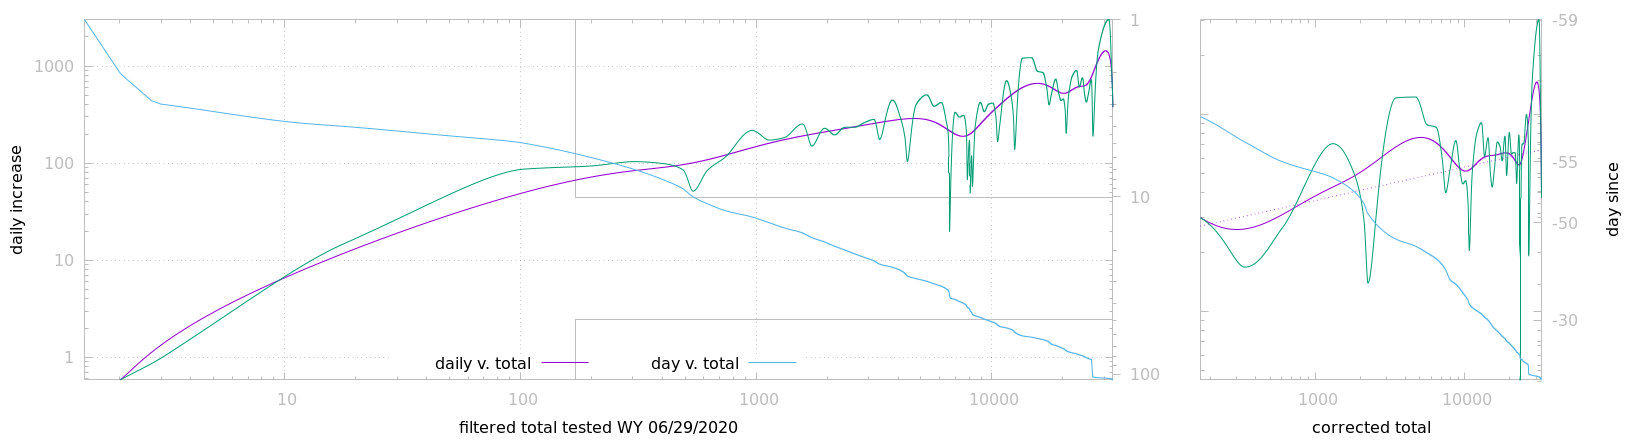 1000
100
10
1
daily increase
daily v. total
day v. total
10
100
1000
10000
filtered total tested WY 06/29/2020
1
10
100
1000
10000
corrected total
-59
-55
-50
-30
day since